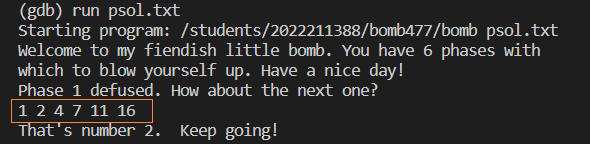 (gdb) run psol.txt
Starting program: /students/2022211388/bomb477/bomb psol.txt
Welcome to my fiendish little bomb. You have 6 phases with
which to blow yourself up. Have a nice day!
Phase 1 defused. How about the next one?
1 2 4 7 11 16
That's number 2.  Keep going!